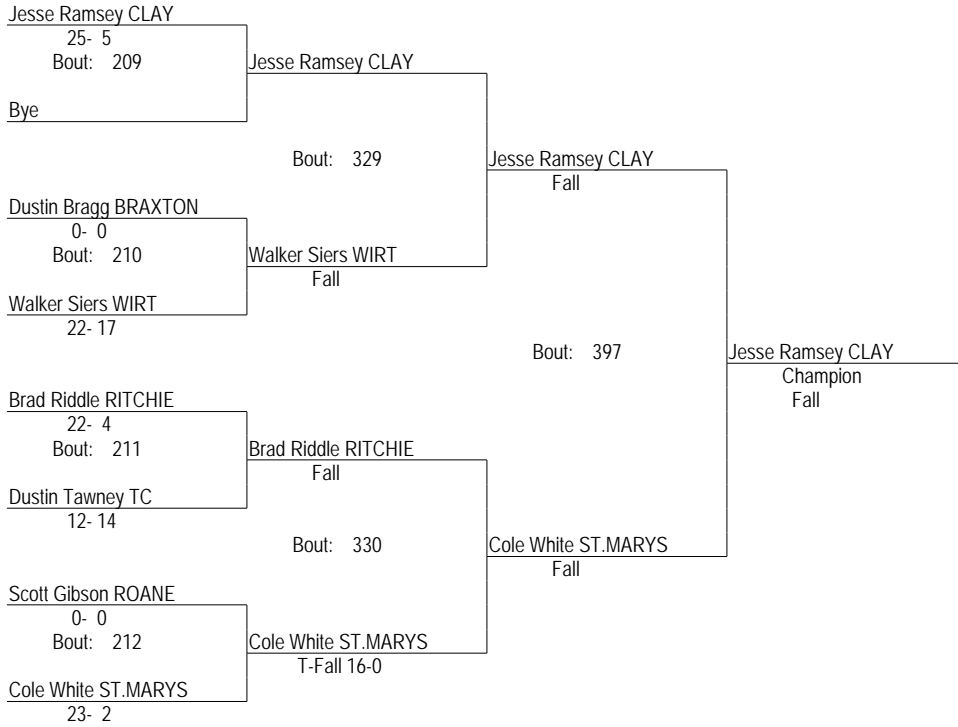 Jesse Ramsey CLAY
25- 5
Bout: 209
Jesse Ramsey CLAY
Bye
Bout: 329
Jesse Ramsey CLAY
Fall
Dustin Bragg BRAXTON
0- 0
Bout: 210
Walker Siers WIRT
Fall
Walker Siers WIRT
22- 17
Bout: 397
Jesse Ramsey CLAY
Champion
Fall
Brad Riddle RITCHIE
22- 4
Bout: 211
Brad Riddle RITCHIE
Fall
Dustin Tawney TC
12- 14
Bout: 330
Cole White ST.MARYS
Fall
Scott Gibson ROANE
0- 0
Bout: 212
Cole White ST.MARYS
T-Fall 16-0
Cole White ST.MARYS
23- 2